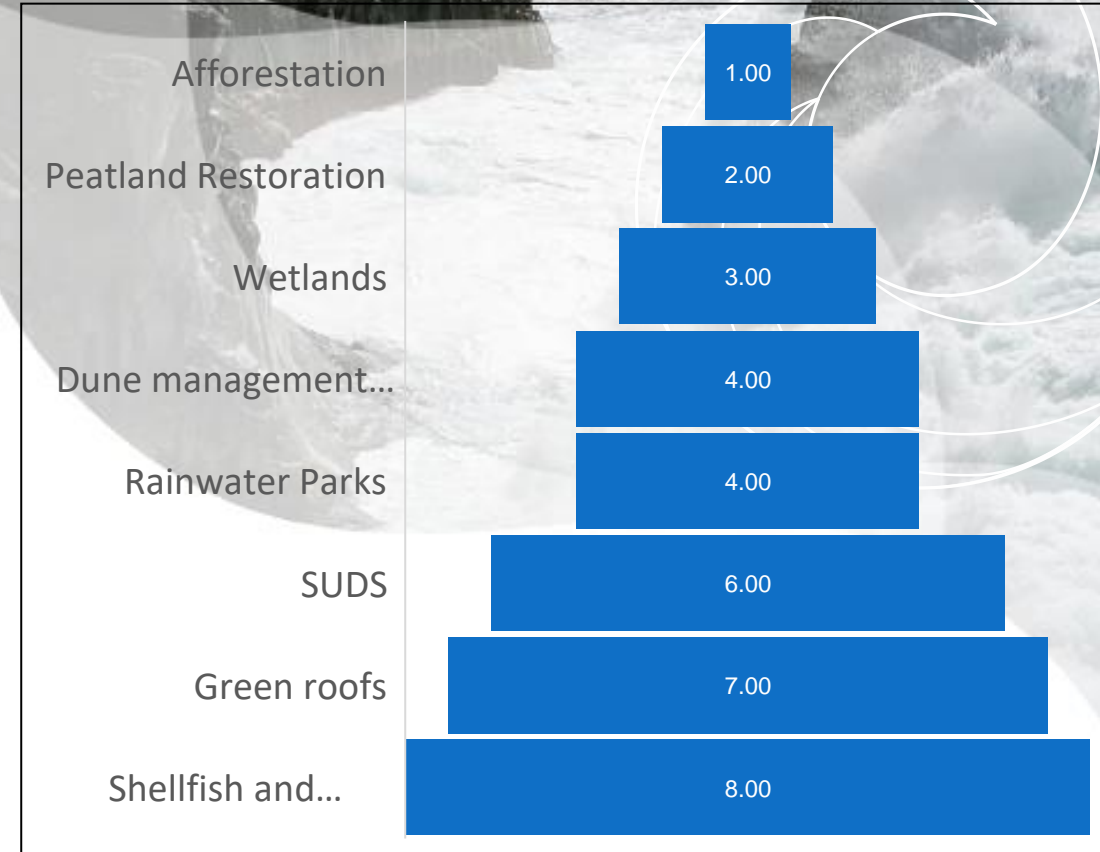 Afforestation 1.00
Peatland Restoration 2.00
Wetlands 3.00
Dune management... 4.00
Rainwater Parks 4.00
SUDS 6.00
Green roofs 7.00
Shellfish and... 8.00